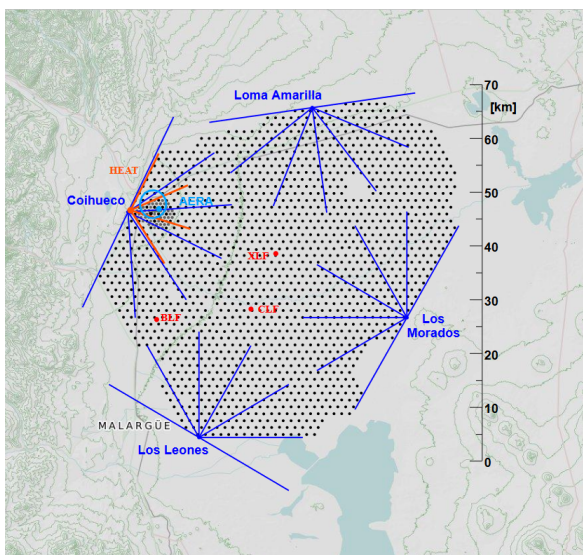 70
[km]
60
50
40
30
20
10
0
Loma Amarilla
HEAT
Coihueco
AERA
XLF
CLF
BLF
Los
Morados
MALARGÜE
Los Leones